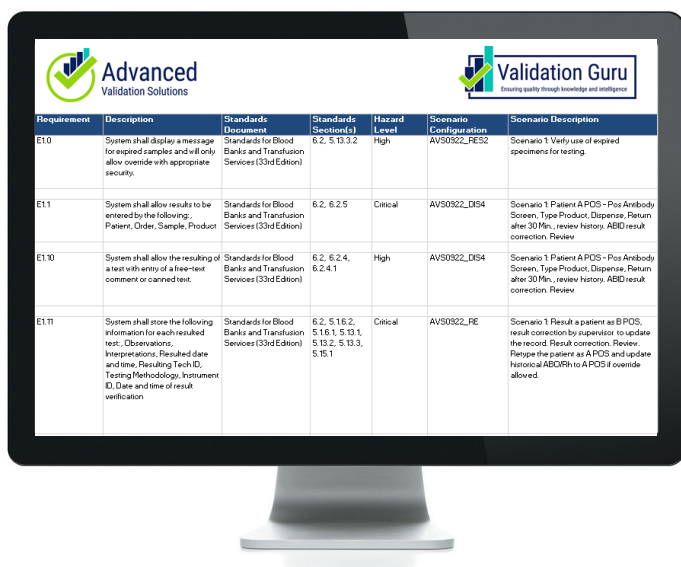 Advanced
Validation Solutions
Validation Guru
Ensuring quality through knowledge and intelligence
Requirement Description Standards Document Standards Section(s) Hazard Level Scenario Configuration Scenario Description
E1.0
System shall display a message
for expired samples and will only
allow override with appropriate
security.
Standards for Blood
Banks and Transfusion
Services (33rd Edition)
6.2, 5.13.3.2
High
AVS0922_RES2
Scenario 1: Verify use of expired
specimens for testing.
E1.1
System shall allow results to be
entered by the following:,
Patient, Order, Sample, Product
Standards for Blood
Banks and Transfusion
Services (33rd Edition)
6.2, 6.2.5
Critical
AVS0922_DIS4
Scenario 1: Patient A POS - Pos Antibody
Screen, Type Product, Dispense, Return
after 30 Min., review history. ABID result
correction. Review
E1.10
System shall allow the resulting of
a test with entry of a free-text
comment or canned text.
Standards for Blood
Banks and Transfusion
Services (33rd Edition)
6.2, 6.2.4,
6.2.4.1
High
AVS0922_DIS4
Scenario 1: Patient A POS - Pos Antibody
Screen, Type Product, Dispense, Return
after 30 Min., review history. ABID result
correction. Review
E1.11
System shall store the following
information for each resulted
test:, Observations,
Interpretations, Resulted date
and time, Resulting Tech ID,
Testing Methodology, Instrument
ID, Date and time of result
verification
Standards for Blood
Banks and Transfusion
Services (33rd Edition)
6.2, 5.1.6.2,
5.1.6.1, 5.13.1,
5.13.2, 5.13.3,
5.15.1
Critical
AVS0922_RE
Scenario 1: Result a patient as B POS,
result correction by supervisor to update
the record. Result correction. Review.
Retype the patient as A POS and update
historical ABO/Rh to A POS if override
allowed.